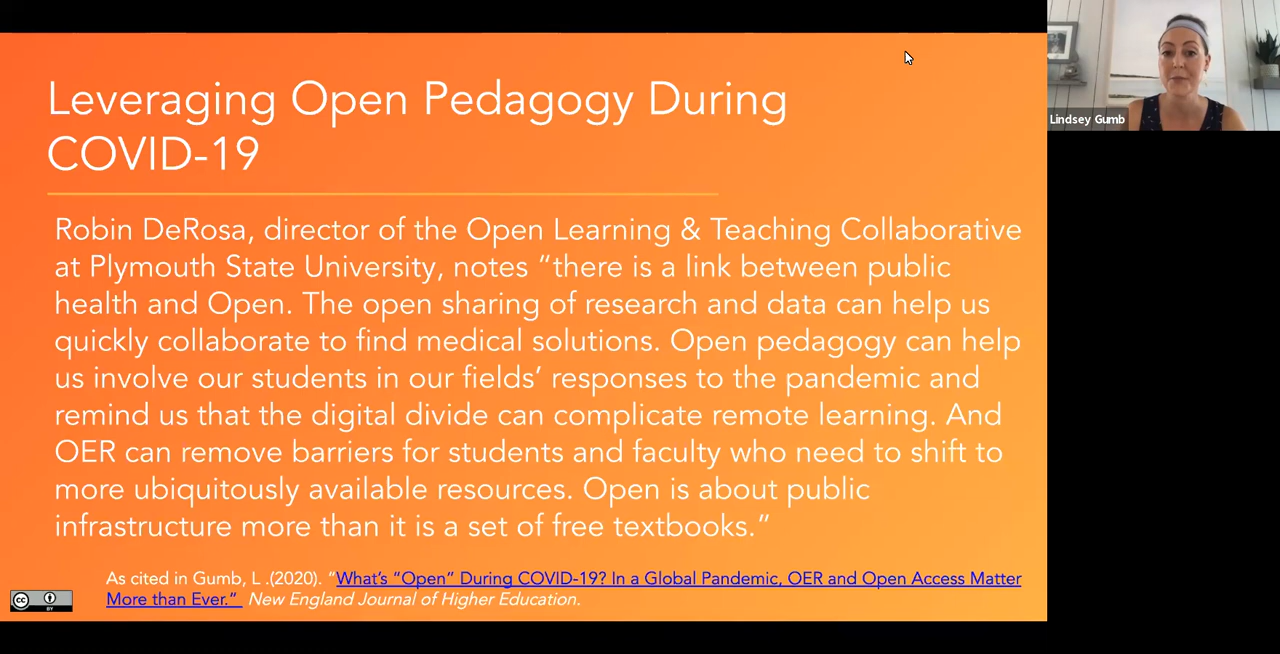 Leveraging Open Pedagogy During
COVID-19
Robin DeRosa, director of the Open Learning & Teaching Collaborative
at Plymouth State University, notes “there is a link between public
health and Open. The open sharing of research and data can help us
quickly collaborate to find medical solutions. Open pedagogy can help
us involve our students in our fields’ responses to the pandemic and
remind us that the digital divide can complicate remote learning. And
OER can remove barriers for students and faculty who need to shift to
more ubiquitously available resources. Open is about public
infrastructure more than it is a set of free textbooks.”
As cited in Gumb, L .(2020). “What’s “Open” During COVID-19? In a Global Pandemic, OER and Open Access Matter
More than Ever.” New England Journal of Higher Education.
cc
BY
Lindsey Gumb